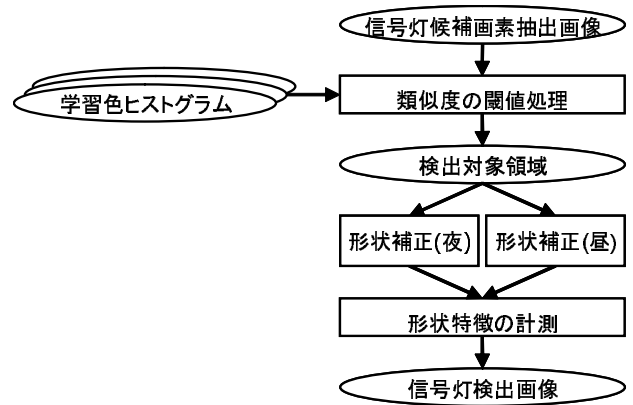 信号灯候補画素抽出画像
学習色ヒストグラム
類似度の閾値処理
検出対象領域
形状補正(夜)
形状補正(昼)
形状特徴の計測
信号灯検出画像